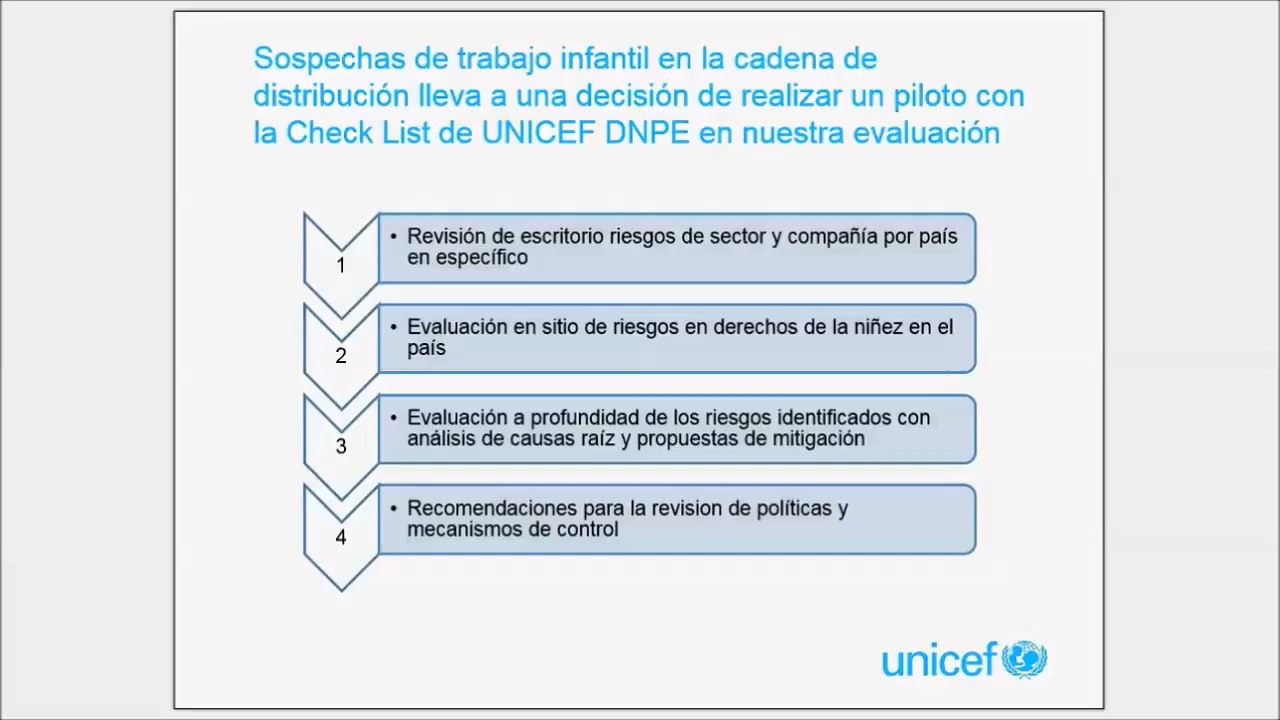 Sospechas de trabajo infantil en la cadena de
distribución lleva a una decisión de realizar un piloto con
la Check List de UNICEF DNPE en nuestra evaluación
1
• Revisión de escritorio riesgos de sector y compañía por país
en específico
2
• Evaluación en sitio de riesgos en derechos de la niñez en el
país
3
• Evaluación a profundidad de los riesgos identificados con
análisis de causas raíz y propuestas de mitigación
4
• Recomendaciones para la revision de políticas y
mecanismos de control
unicef